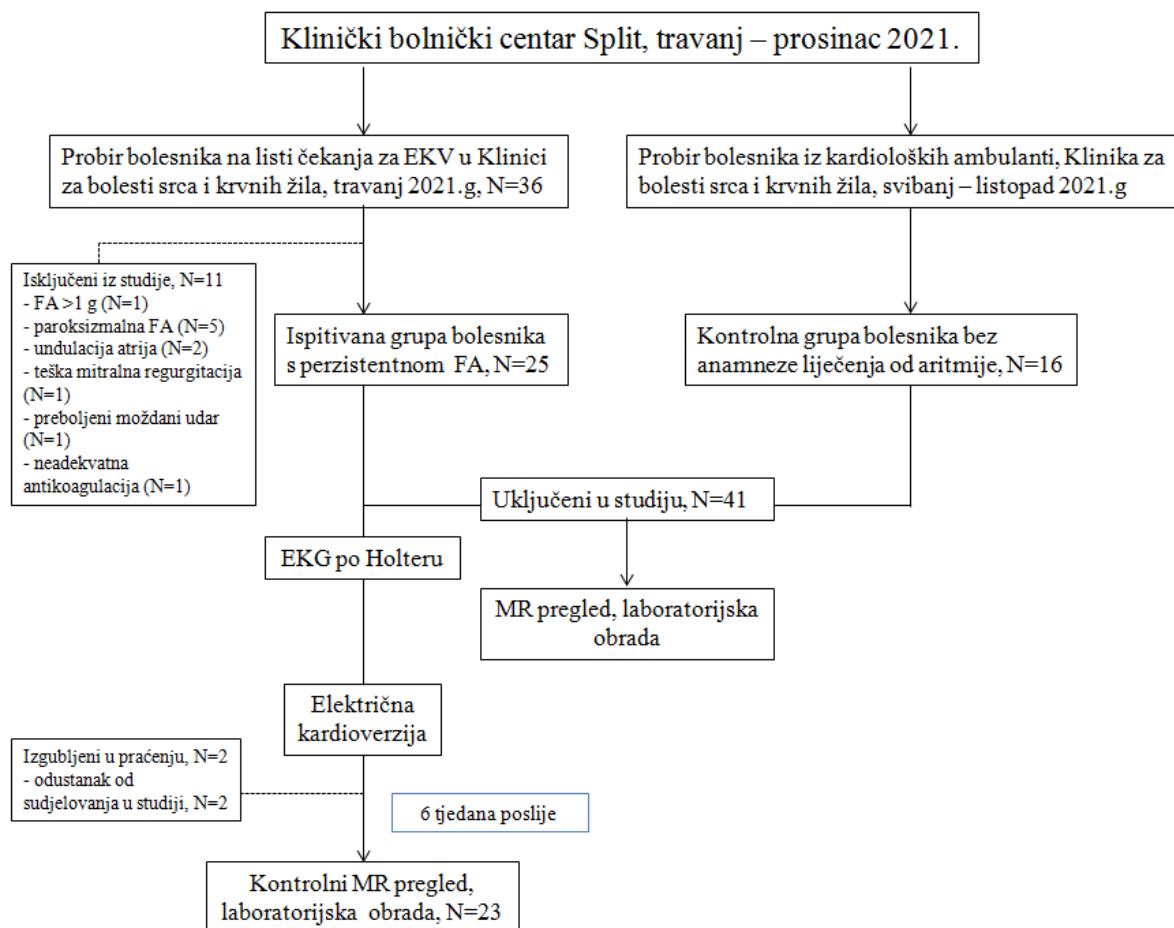 Klinički bolnički centar Split, travanj – prosinac 2021.
Probir bolesnika na listi čekanja za EKV u Klinici
za bolesti srca i krvnih žila, travanj 2021.g, N=36
Probir bolesnika iz kardioloških ambulanti, Klinika za
bolesti srca i krvnih žila, svibanj – listopad 2021.g
Isključeni iz studije, N=11
- FA >1 g (N=1)
- paroksizmalna FA (N=5)
- undulacija atrija (N=2)
- teška mitralna regurgitacija
(N=1)
- preboljeni moždani udar
(N=1)
- neadekvatna
antikoagulacija (N=1)
Ispitivana grupa bolesnika
s perzistentnom FA, N=25
Kontrolna grupa bolesnika bez
anamneze liječenja od aritmije, N=16
Uključeni u studiju, N=41
EKG po Holteru
MR pregled, laboratorijska
obrada
Elektrıčna
kardioverzija
Izgubljeni u praćenju, N=2
- odustanak od
sudjelovanja u studiji, N=2
6 tjedana poslije
Kontrolni MR pregled,
laboratorijska obrada, N=23